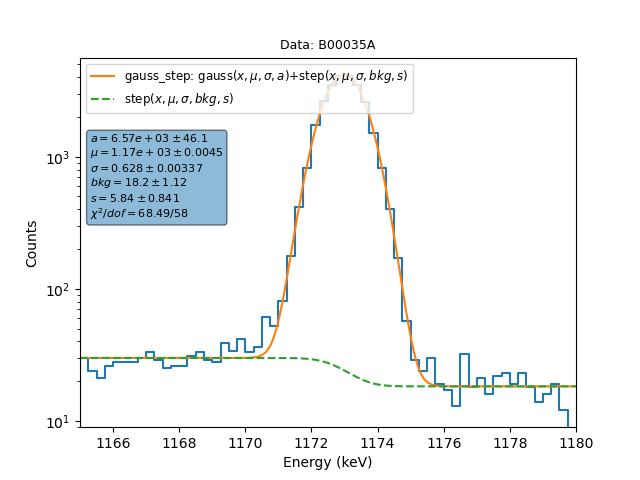 Data: B00035A
gauss_step: gauss(x, μ, σ, a)+step(x, μ, σ, bkg, s)
step(x, μ, σ, bkg, s)
a = 6.57e + 03 ± 46.1
μ = 1.17e + 03 ± 0.0045
σ = 0.628 ± 0.00337
bkg = 18.2 ± 1.12
s = 5.84 ± 0.841
χ²/dof = 68.49/58
10³
10²
10¹
Counts
1166 1168 1170 1172 1174 1176 1178 1180
Energy (keV)